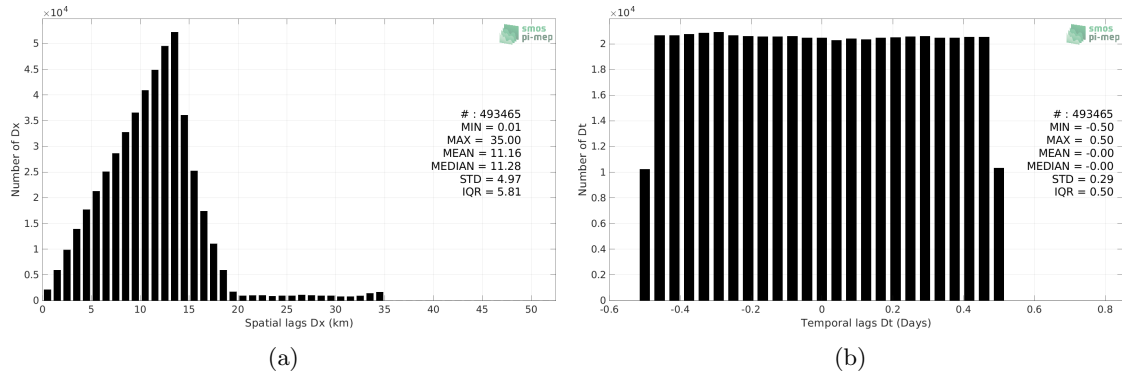 ×10⁴
5
4.5
4
3.5
3
2.5
2
1.5
1
0.5
0
Number of Dx
smos
pi-mep
# : 493465
MIN = 0.01
MAX = 35.00
MEAN = 11.16
MEDIAN = 11.28
STD = 4.97
IQR = 5.81
0 5 10 15 20 25 30 35 40 45 50
Spatial lags Dx (km)
(a)
×10⁴
2
1.8
1.6
1.4
1.2
1
0.8
0.6
0.4
0.2
0
Number of Dt
smos
pi-mep
# : 493465
MIN = -0.50
MAX = 0.50
MEAN = -0.00
MEDIAN = -0.00
STD = 0.29
IQR = 0.50
-0.6 -0.4 -0.2 0 0.2 0.4 0.6 0.8
Temporal lags Dt (Days)
(b)